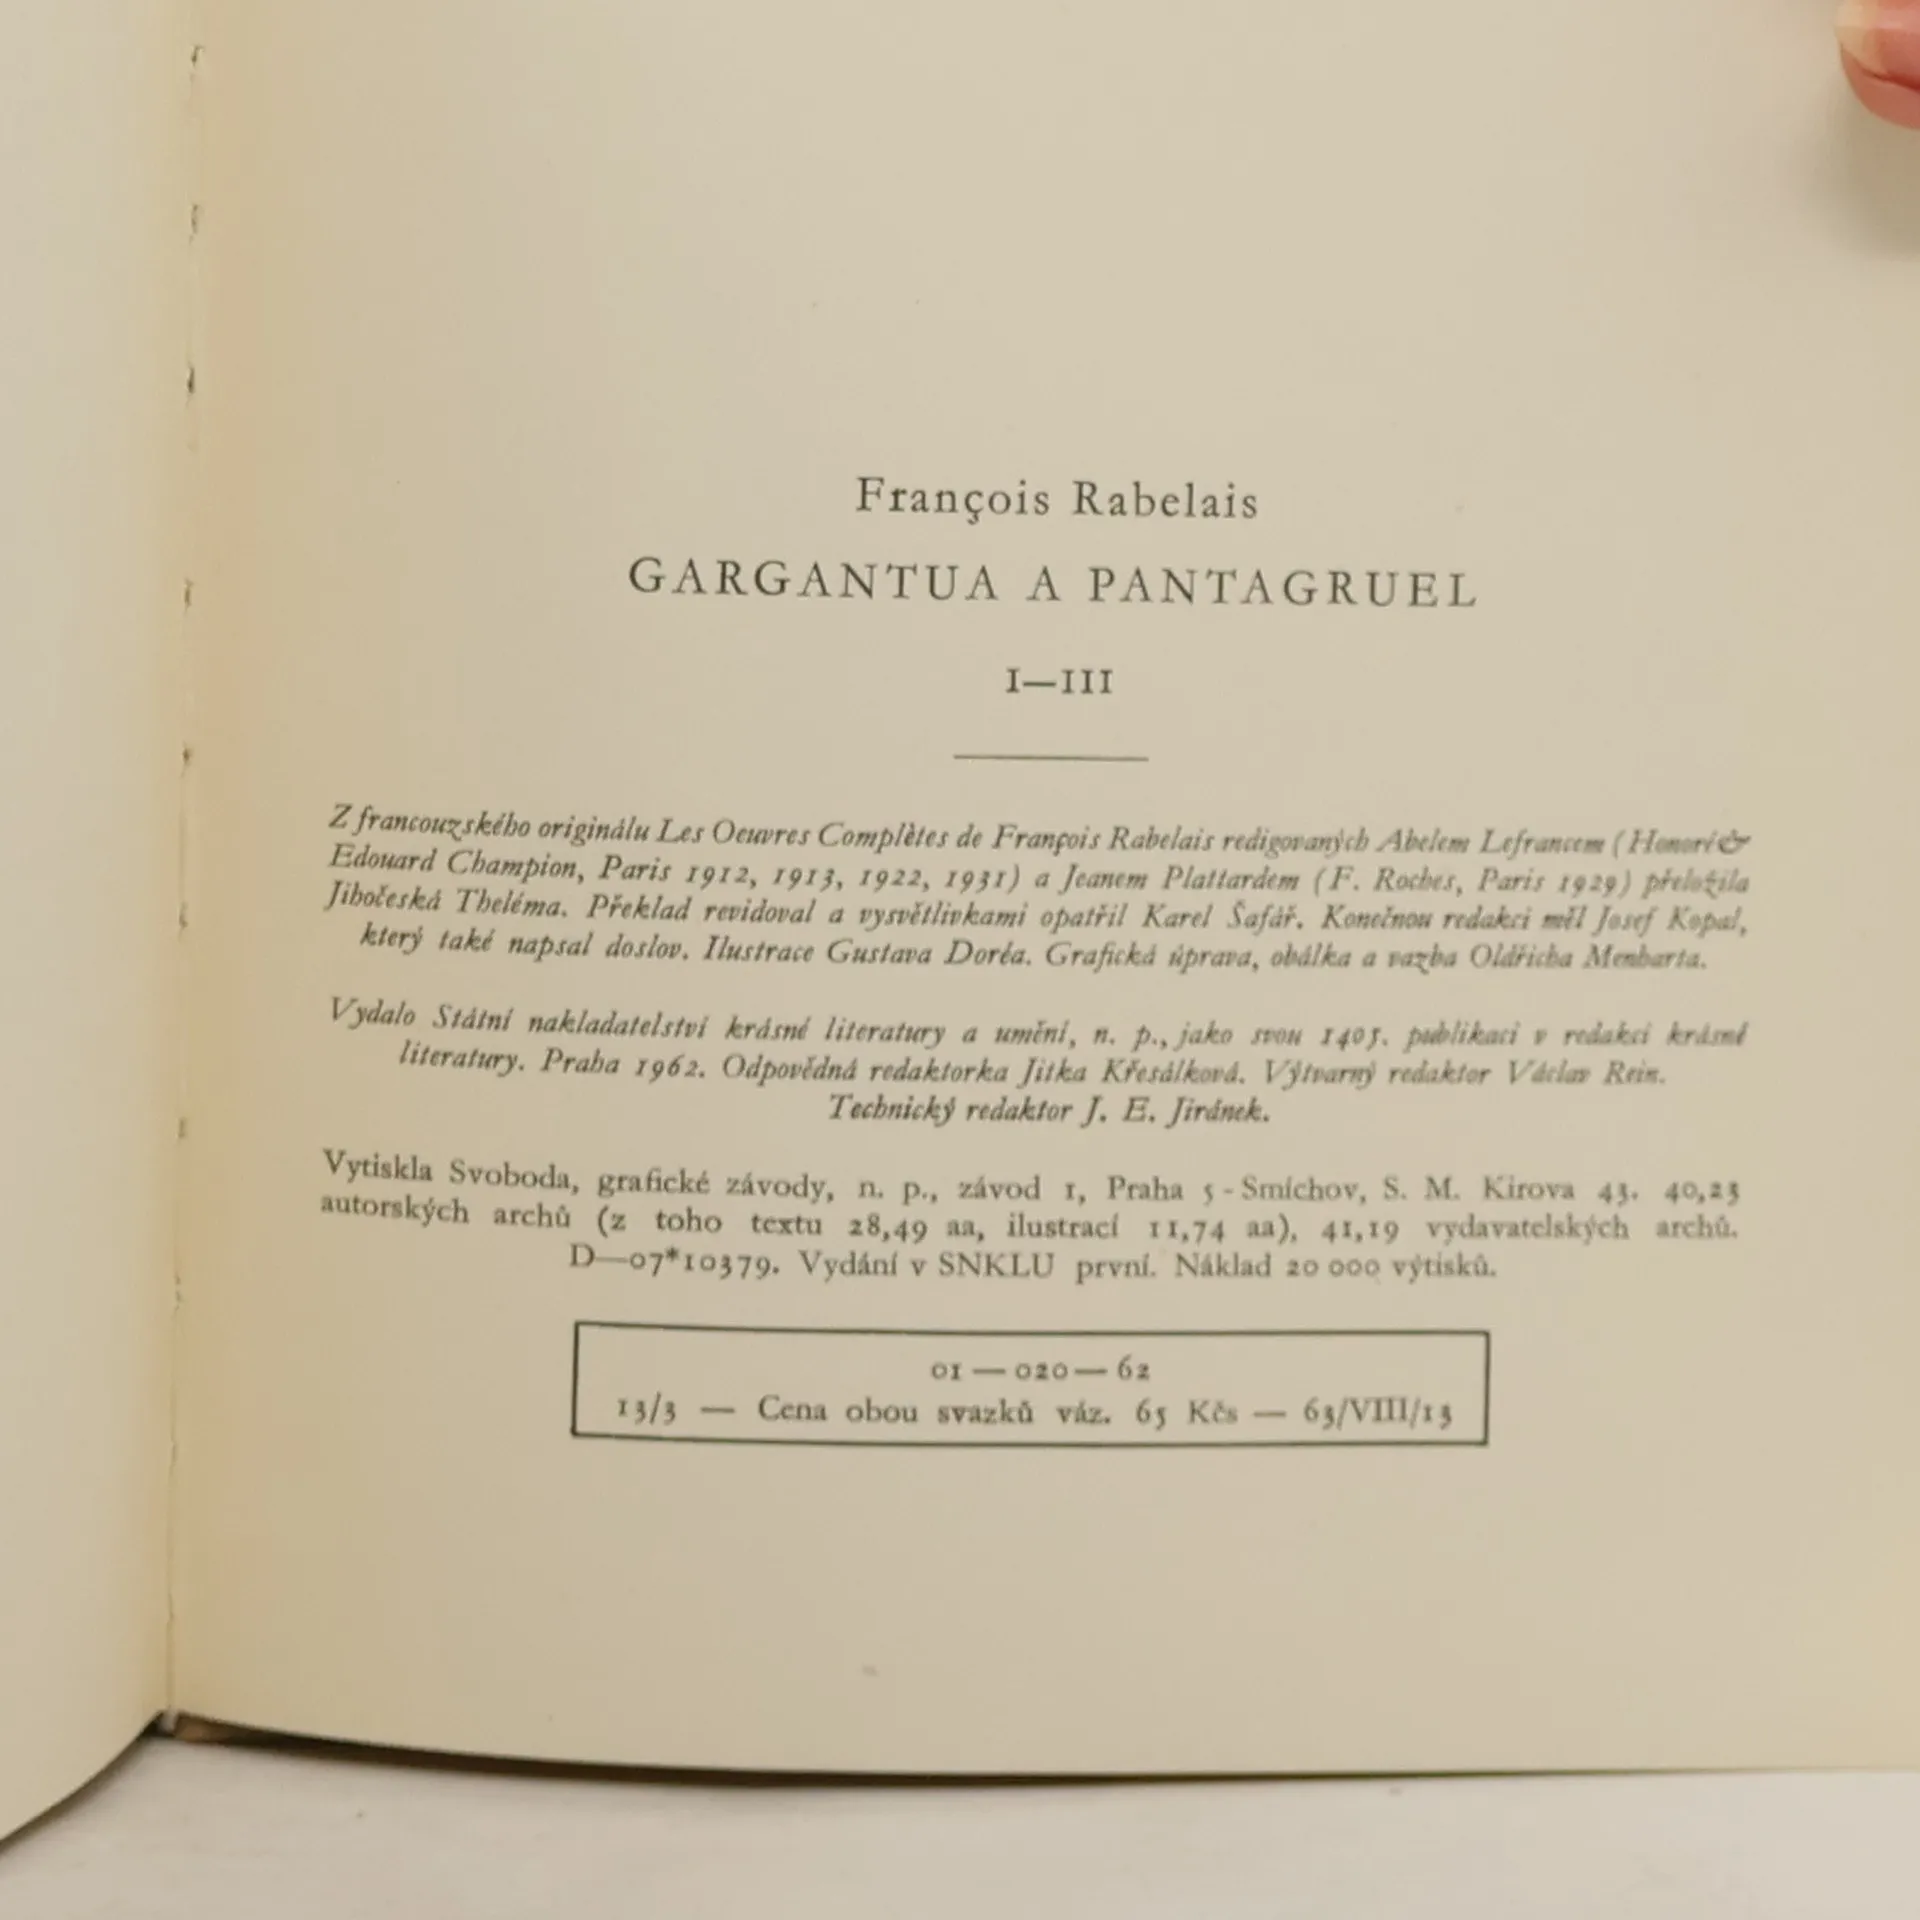 François Rabelais
GARGANTUA A PANTAGRUEL
I—III
Z francouzského originálu Les Oeuvres Complètes de François Rabelais redigovaných Abelem Lefrancem (Honoré &
Edouard Champion, Paris 1912, 1913, 1922, 1931) a Jeanem Plattardem (F. Roches, Paris 1929) přeložila
Jihočeská Theléma. Překlad revidoval a vysvětlivkami opatřil Karel Šafář. Konečnou redakci měl Josef Kopal,
který také napsal doslov. Ilustrace Gustava Doréa. Grafická úprava, obálka a vazba Oldřicha Menharta.
Vydalo Státní nakladatelství krásné literatury a umění, n. p., jako svou 1405. publikaci v redakci krásné
literatury. Praha 1962. Odpovědná redaktorka Jitka Křesálková. Výtvarný redaktor Václav Rein.
Technický redaktor J. E. Jiránek.
Vytiskla Svoboda, grafické závody, n. p., závod 1, Praha 5 - Smíchov, S. M. Kirova 43. 40,23
autorských archů (z toho textu 28,49 aa, ilustrací 11,74 aa), 41,19 vydavatelských archů.
D—07*10379. Vydání v SNKLU první. Náklad 20 000 výtisků.
01 — 020 — 62
13/3 — Cena obou svazků váz. 65 Kčs — 63/VIII/13